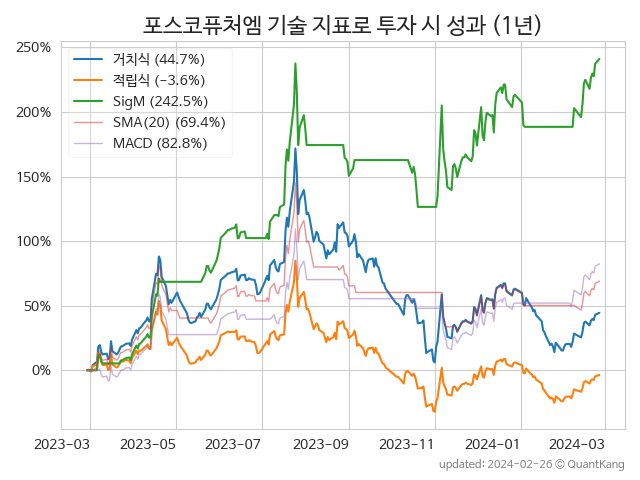 포스코퓨처엠 기술 지표로 투자 시 성과 (1년)
250%
200%
150%
100%
50%
0%
거치식 (44.7%)
적립식 (−3.6%)
SigM (242.5%)
SMA(20) (69.4%)
MACD (82.8%)
2023−03
2023−05
2023−07
2023−09
2023−11
2024−01
2024−03
updated: 2024−02−26 © QuantKang